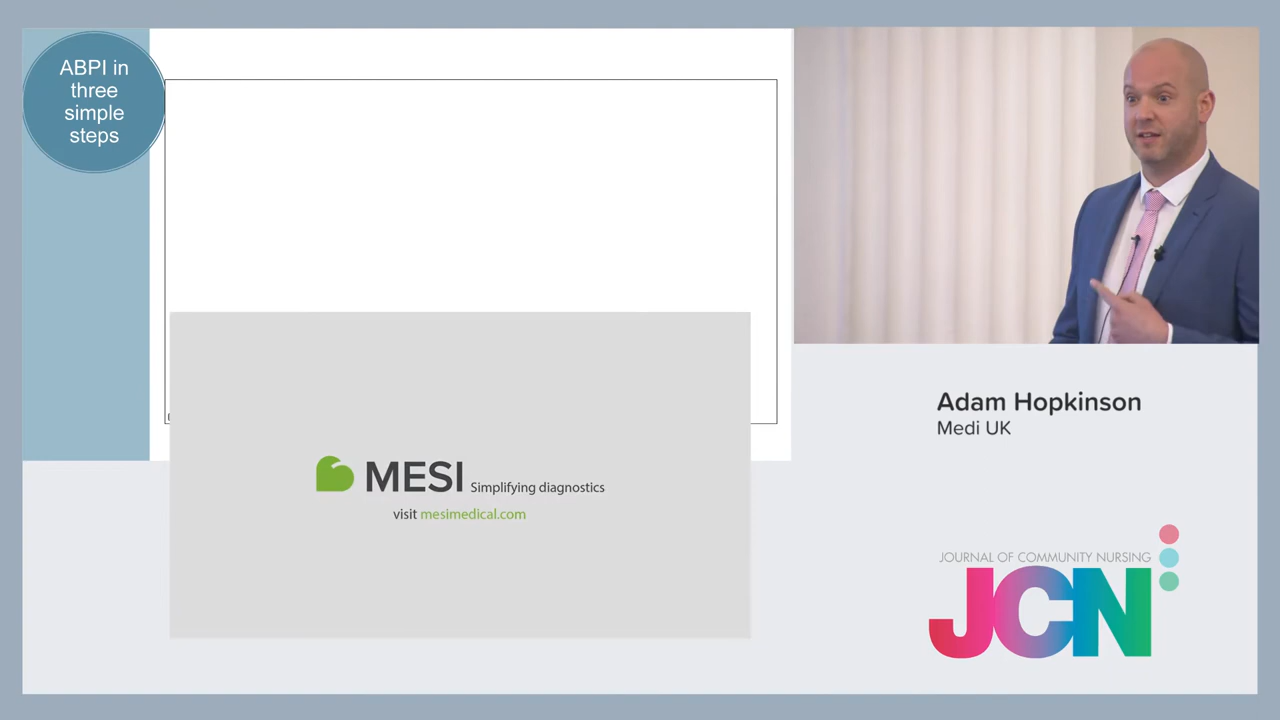 ABPI in
three
simple
steps
MESI Simplifying diagnostics
visit mesimedical.com
Adam Hopkinson
Medi UK
JOURNAL OF COMMUNITY NURSING
JCN